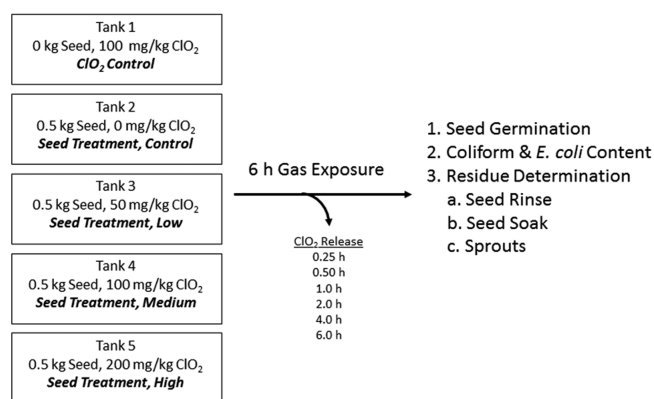 Tank 1
0 kg Seed, 100 mg/kg ClO₂
ClO₂ Control
Tank 2
0.5 kg Seed, 0 mg/kg ClO₂
Seed Treatment, Control
Tank 3
0.5 kg Seed, 50 mg/kg ClO₂
Seed Treatment, Low
Tank 4
0.5 kg Seed, 100 mg/kg ClO₂
Seed Treatment, Medium
Tank 5
0.5 kg Seed, 200 mg/kg ClO₂
Seed Treatment, High
6 h Gas Exposure
ClO₂ Release
0.25 h
0.50 h
1.0 h
2.0 h
4.0 h
6.0 h
1. Seed Germination
2. Coliform & E. coli Content
3. Residue Determination
a. Seed Rinse
b. Seed Soak
c. Sprouts